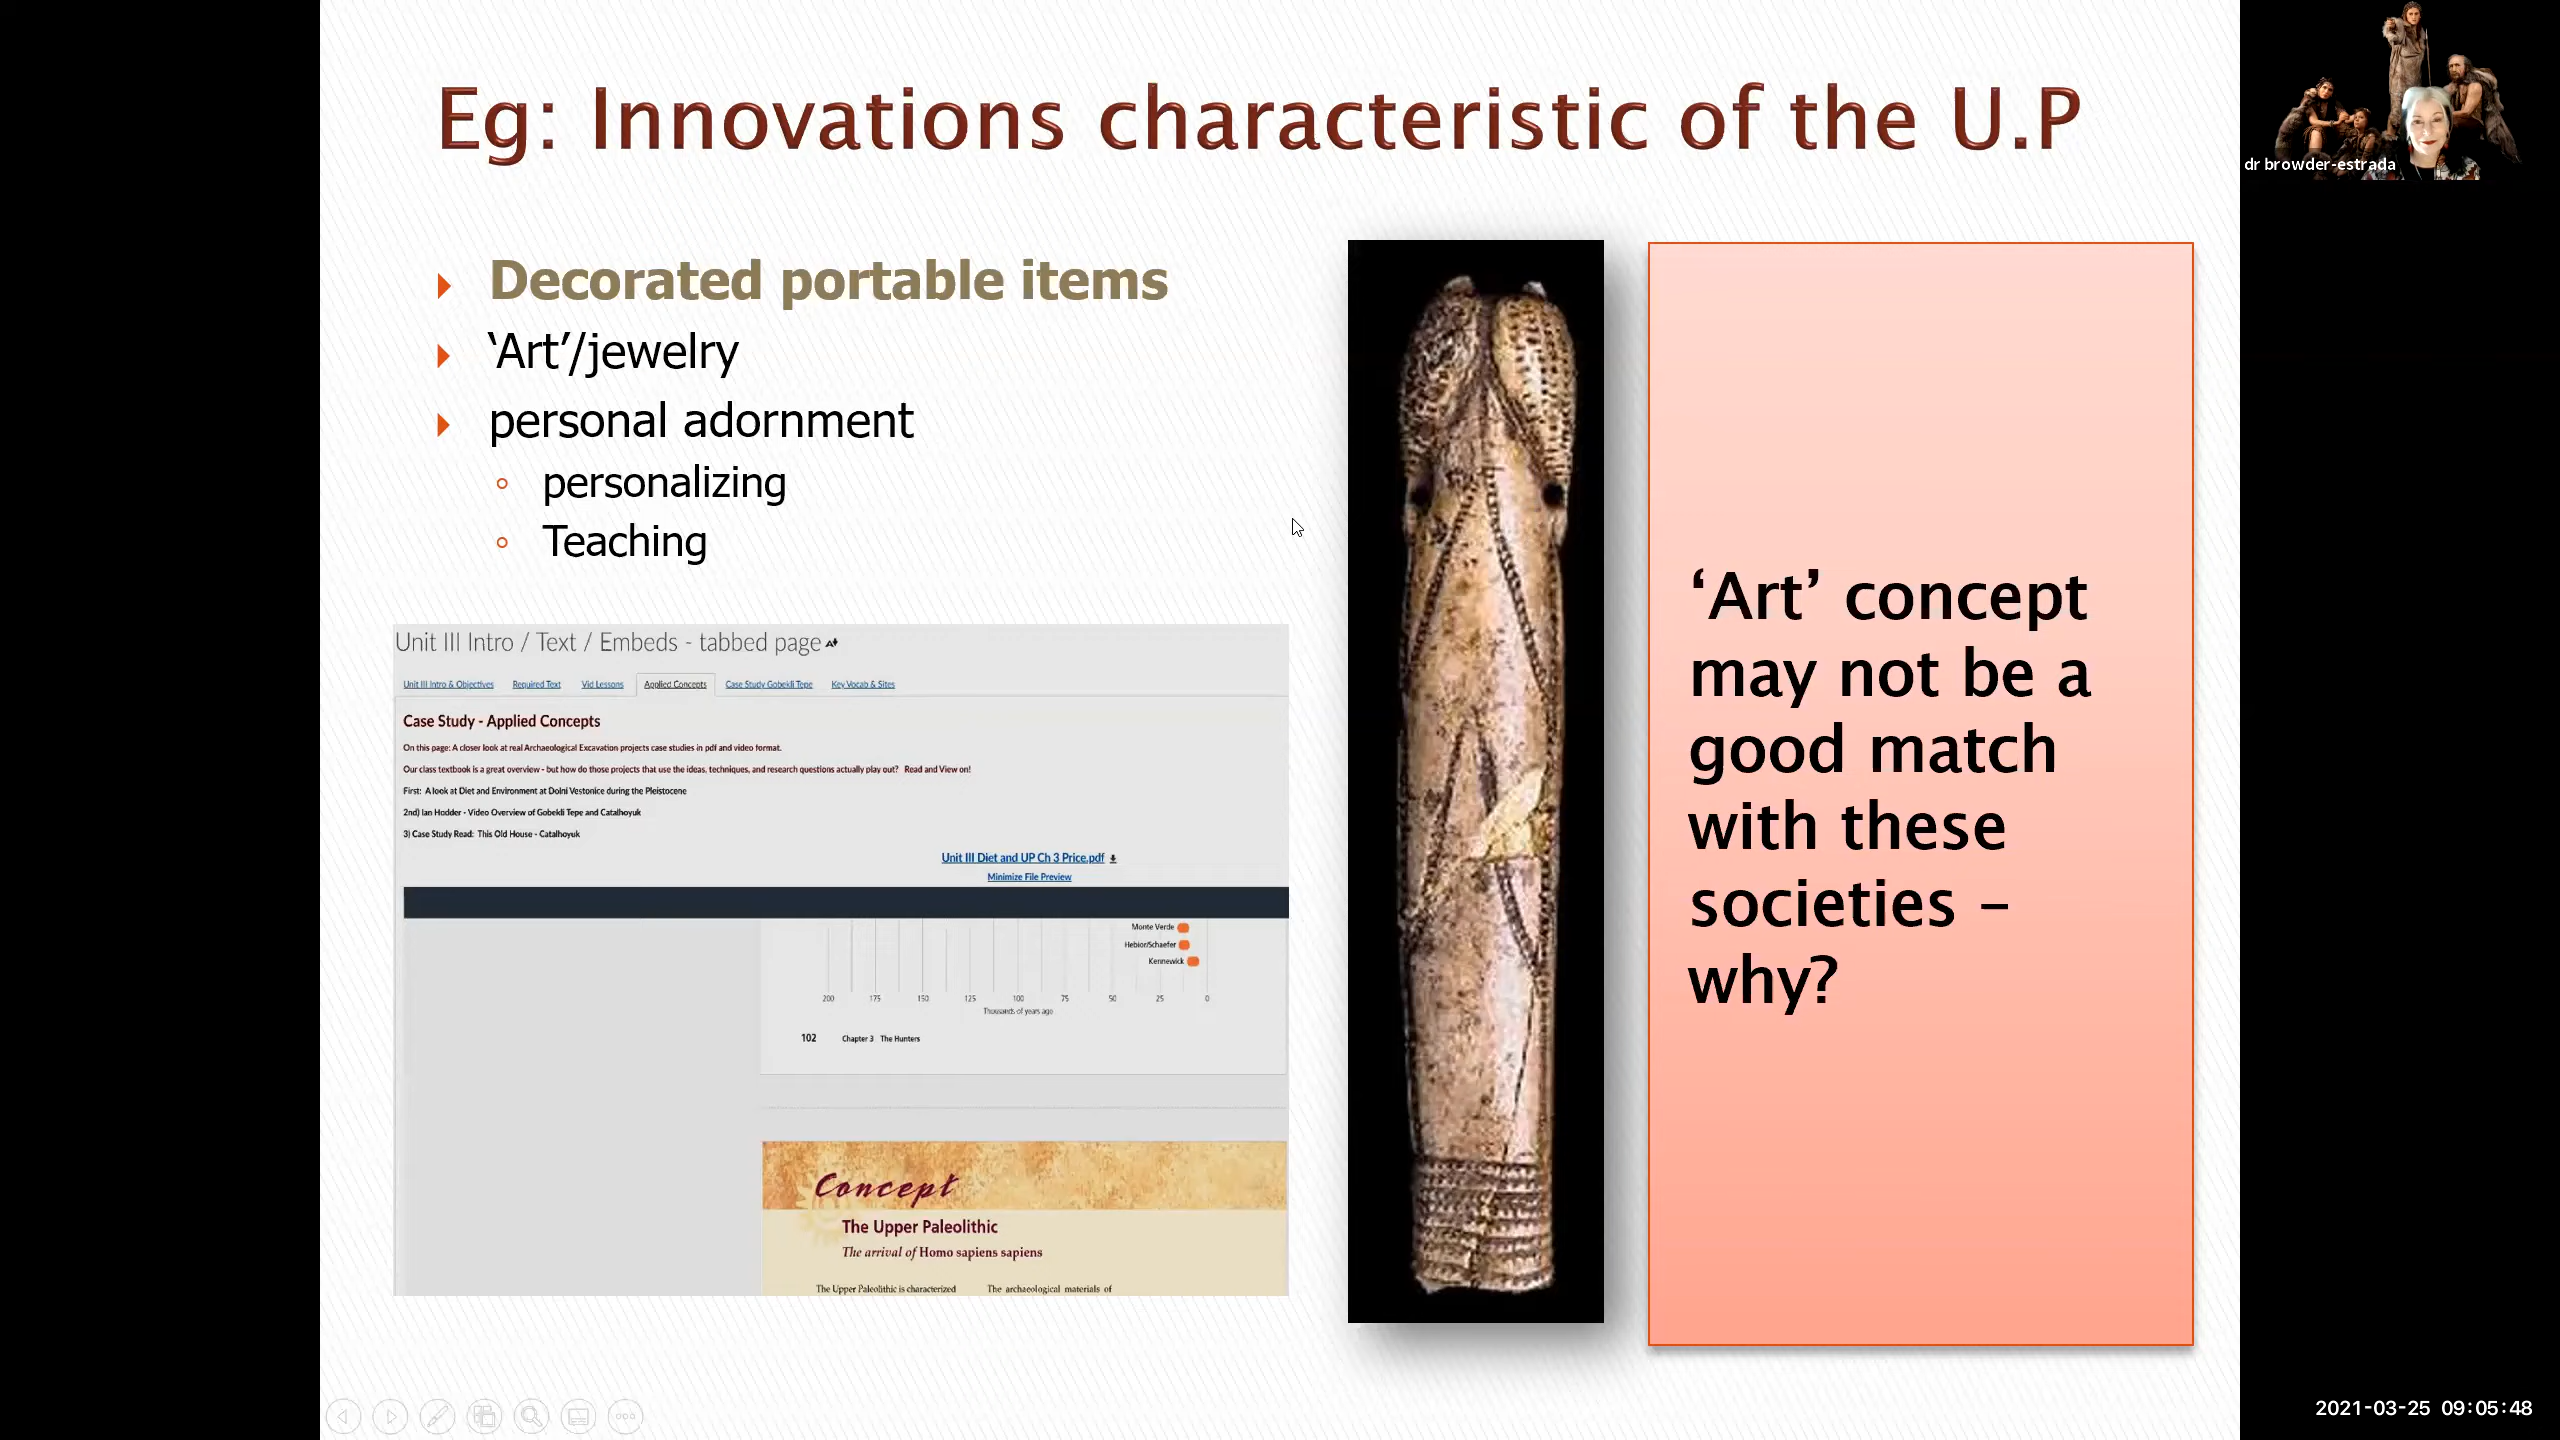 Eg: Innovations characteristic of the U.P
dr browder-estrada
Decorated portable items
‘Art’/jewelry
personal adornment
personalizing
Teaching
Unit III Intro / Text / Embeds - tabbed page
Unit III Intro & Objectives Required Text Vid Lessons Applied Concepts Case Study Gobekli Tepe Key Vocab & Sites
Case Study - Applied Concepts
On this page: A closer look at real Archaeological Excavation projects case studies in pdf and video format.
Our class textbook is a great overview - but how do those projects that use the ideas, techniques, and research questions actually play out? Read and View on!
First: A look at Diet and Environment at Dolni Vestonice during the Pleistocene
2nd) Ian Hodder - Video Overview of Gobekli Tepe and Catalhoyuk
3) Case Study Read: This Old House - Catalhoyuk
Unit III Diet and UP Ch 3 Price.pdf
Minimize File Preview
Monte Verde
Hebior/Schaefer
Kennewick
200 175 150 125 100 75 50 25 0
Thousands of years ago
102 Chapter 3 The Hunters
Concept
The Upper Paleolithic
The arrival of Homo sapiens sapiens
The Upper Paleolithic is characterized
The archaeological materials of
‘Art’ concept
may not be a
good match
with these
societies –
why?
2021-03-25 09:05:48